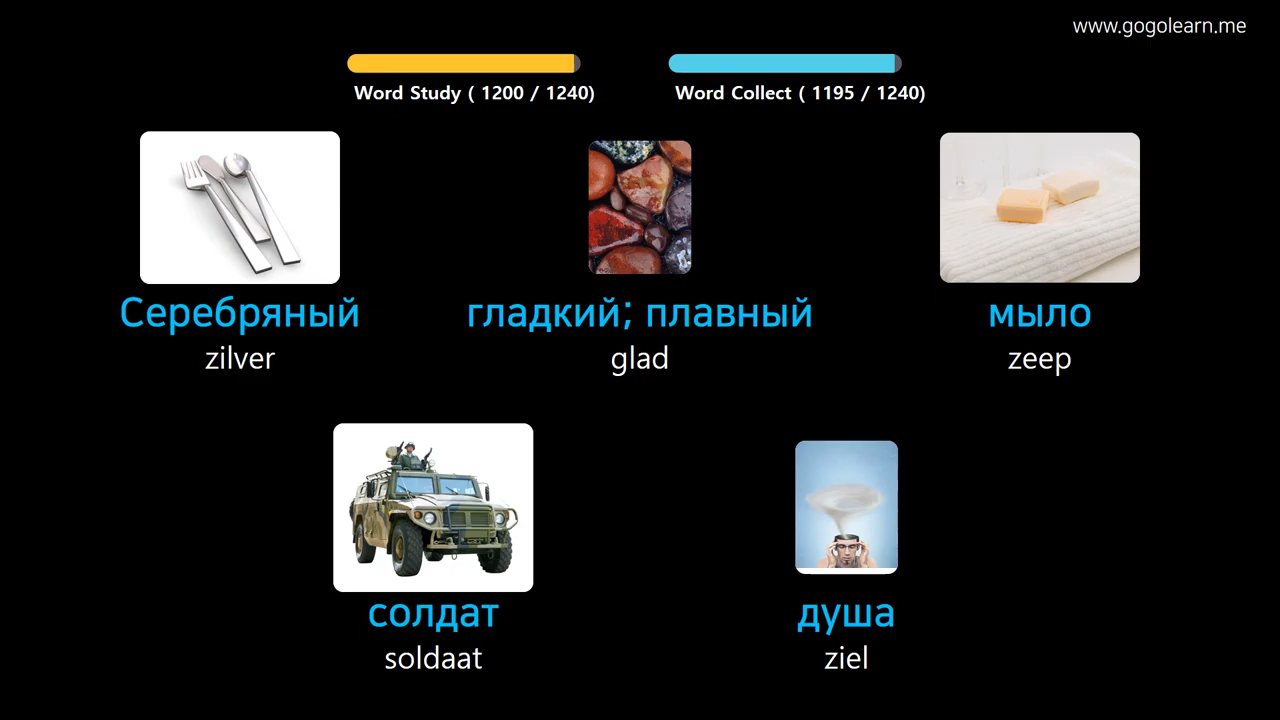 www.gogolearn.me
Word Study ( 1200 / 1240)
Word Collect ( 1195 / 1240)
Серебряный
zilver
гладкий; плавный
glad
мыло
zeep
солдат
soldaat
душа
ziel